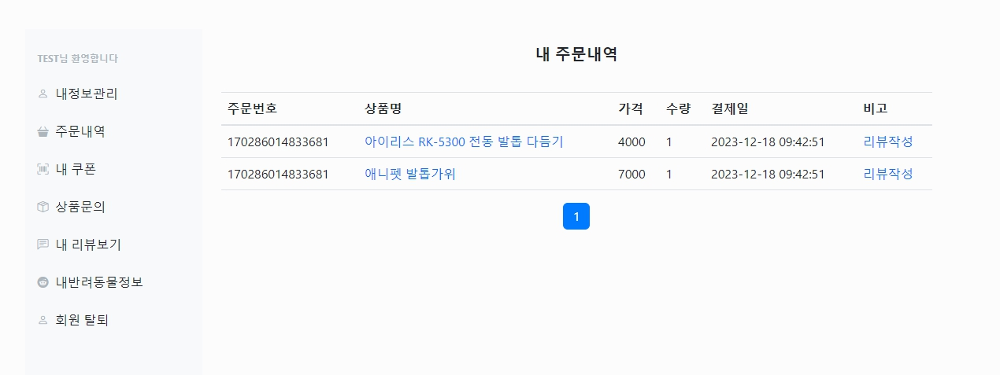 TEST님 환영합니다
내정보관리
주문내역
내 쿠폰
상품문의
내 리뷰보기
내반려동물정보
회원 탈퇴
내 주문내역
주문번호 상품명 가격 수량 결제일 비고
170286014833681 아이리스 RK-5300 전동 발톱 다듬기 4000 1 2023-12-18 09:42:51 리뷰작성
170286014833681 애니펫 발톱가위 7000 1 2023-12-18 09:42:51 리뷰작성
1